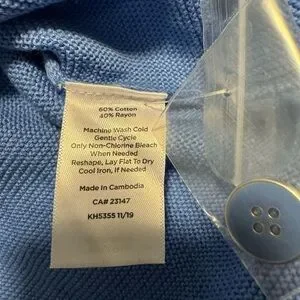 60% Cotton
40% Rayon
Machine Wash Cold
Gentle Cycle
Only Non-Chlorine Bleach
When Needed
Reshape, Lay Flat To Dry
Cool Iron, If Needed
Made In Cambodia
CA# 23147
KH5355 11/19